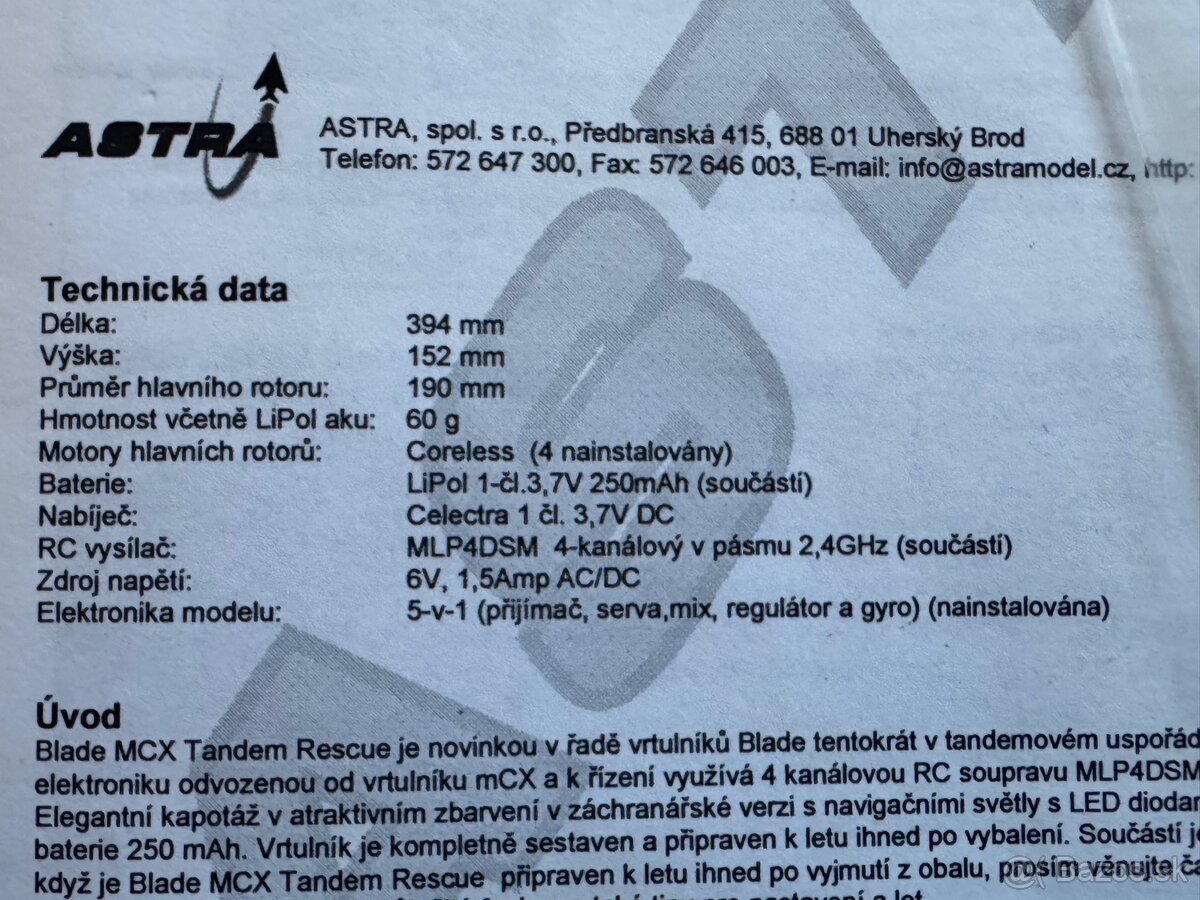 ASTRA
ASTRA, spol. s r.o., Předbranská 415, 688 01 Uherský Brod
Telefon: 572 647 300, Fax: 572 646 003, E-mail: info@astramodel.cz, http:
Technická data
Délka: 394 mm
Výška: 152 mm
Průměr hlavního rotoru: 190 mm
Hmotnost včetně LiPol aku: 60 g
Motory hlavních rotorů: Coreless (4 nainstalovány)
Baterie: LiPol 1-čl.3,7V 250mAh (součástí)
Nabíječ: Celectra 1 čl. 3,7V DC
RC vysílač: MLP4DSM 4-kanálový v pásmu 2,4GHz (součástí)
Zdroj napětí: 6V, 1,5Amp AC/DC
Elektronika modelu: 5-v-1 (přijímač, serva,mix, regulátor a gyro) (nainstalována)
Úvod
Blade MCX Tandem Rescue je novinkou v řadě vrtulníků Blade tentokrát v tandemovém uspořád
elektroniku odvozenou od vrtulníku mCX a k řízení využívá 4 kanálovou RC soupravu MLP4DSM
Elegantní kapotáž v atraktivním zbarvení v záchranářské verzi s navigačními světly s LED diodam
baterie 250 mAh. Vrtulník je kompletně sestaven a připraven k letu ihned po vybalení. Součástí je
když je Blade MCX Tandem Rescue připraven k letu ihned po vyjmutí z obalu, prosím věnujte ča
Bazos.sk